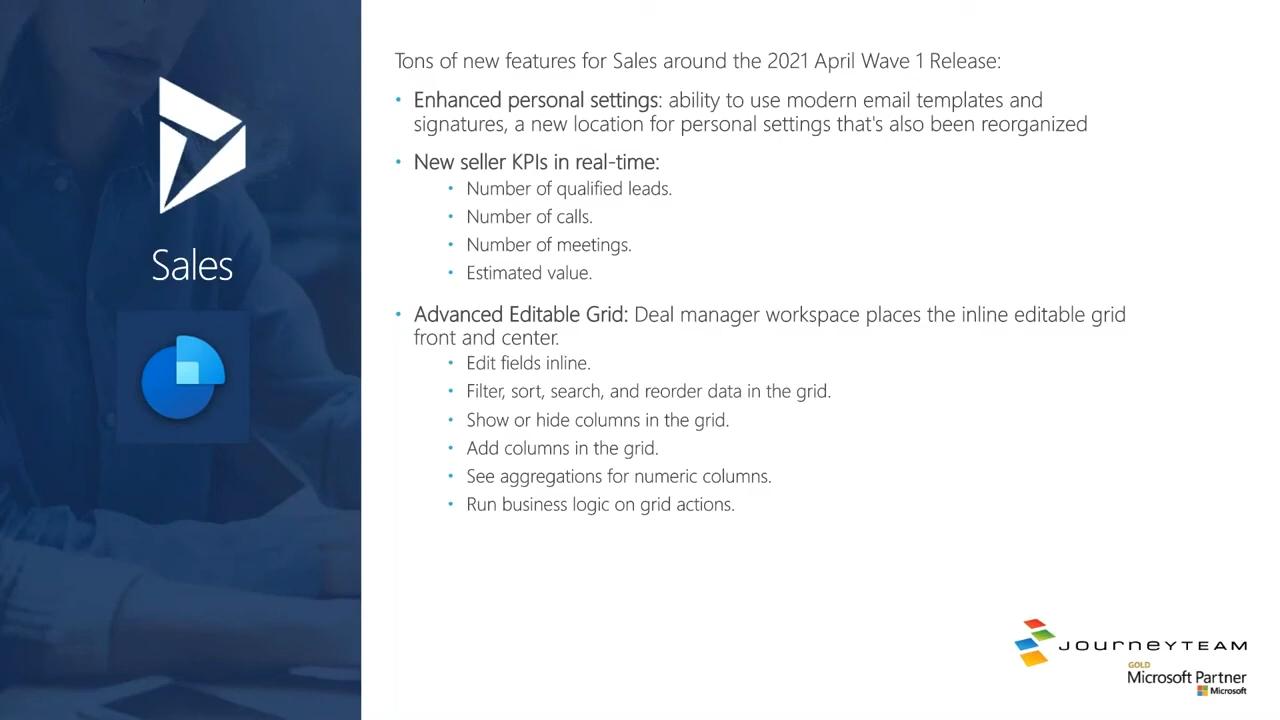 Sales
Tons of new features for Sales around the 2021 April Wave 1 Release:
• Enhanced personal settings: ability to use modern email templates and
signatures, a new location for personal settings that's also been reorganized
• New seller KPIs in real-time:
• Number of qualified leads.
• Number of calls.
• Number of meetings.
• Estimated value.
• Advanced Editable Grid: Deal manager workspace places the inline editable grid
front and center.
• Edit fields inline.
• Filter, sort, search, and reorder data in the grid.
• Show or hide columns in the grid.
• Add columns in the grid.
• See aggregations for numeric columns.
• Run business logic on grid actions.
JOURNEYTEAM
GOLD
Microsoft Partner
Microsoft